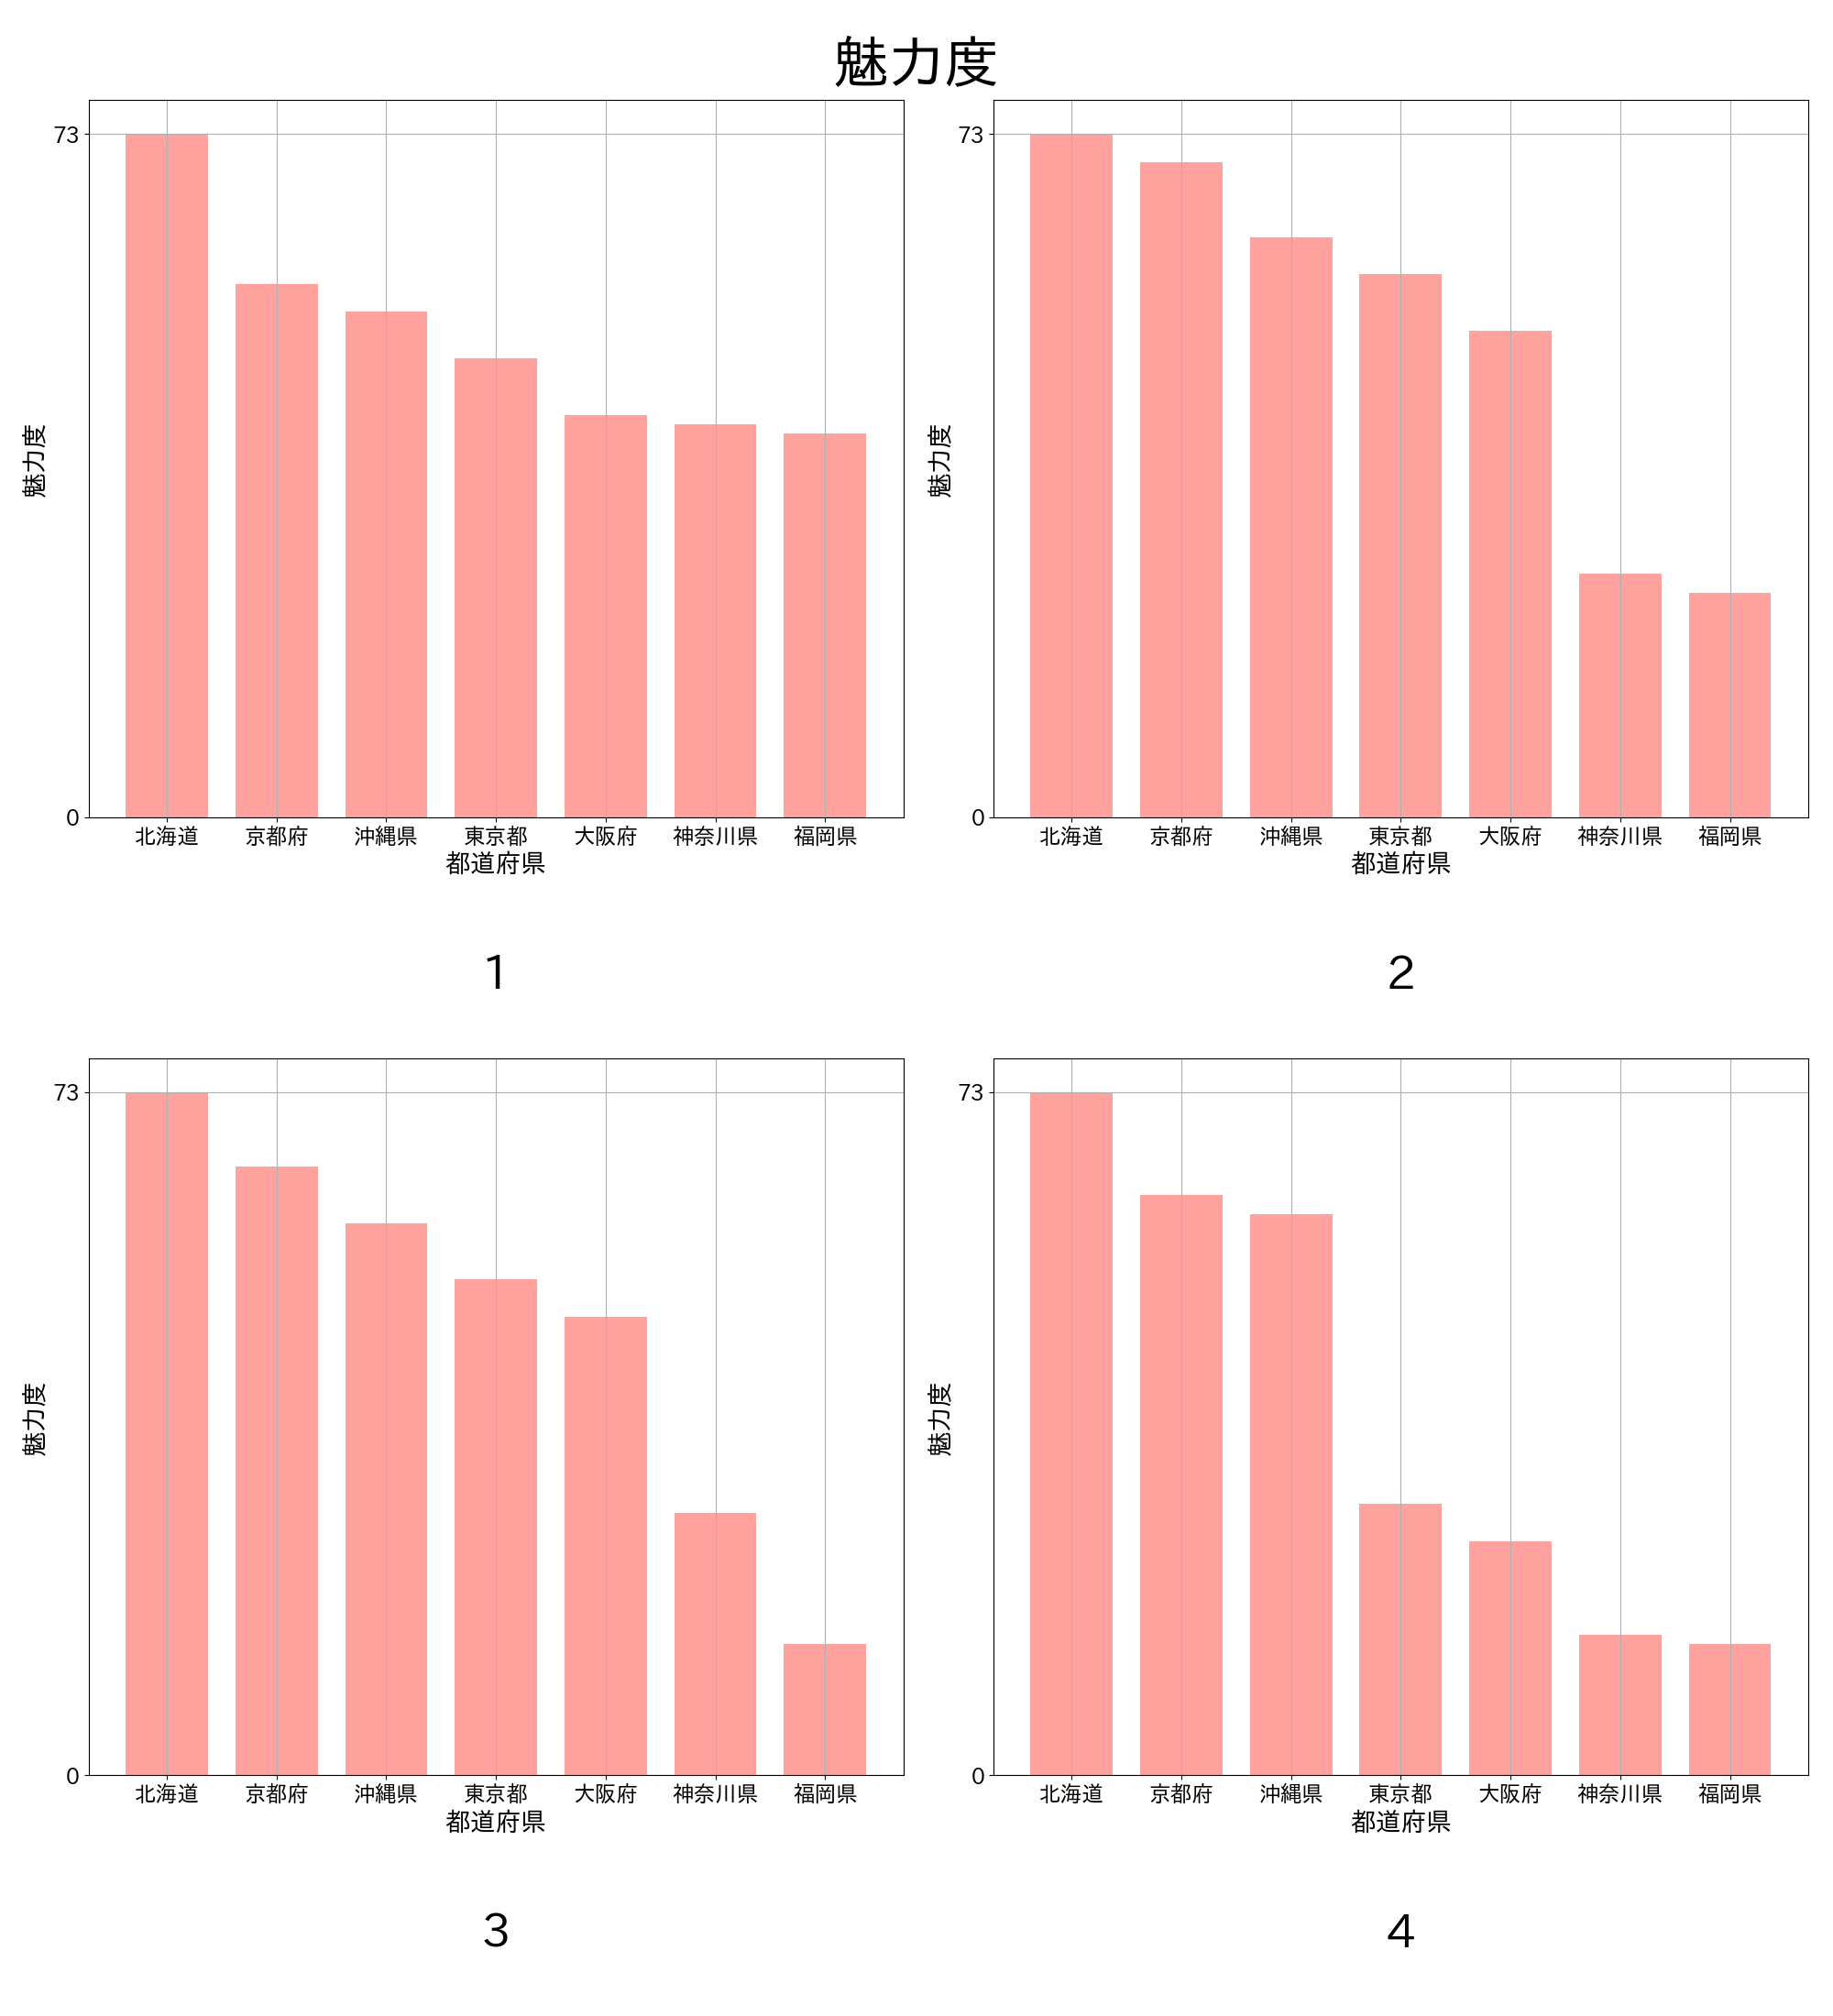 魅力度
73
0
魅力度
北海道 京都府 沖縄県 東京都 大阪府 神奈川県 福岡県
都道府県
1
73
0
魅力度
北海道 京都府 沖縄県 東京都 大阪府 神奈川県 福岡県
都道府県
2
73
0
魅力度
北海道 京都府 沖縄県 東京都 大阪府 神奈川県 福岡県
都道府県
3
73
0
魅力度
北海道 京都府 沖縄県 東京都 大阪府 神奈川県 福岡県
都道府県
4